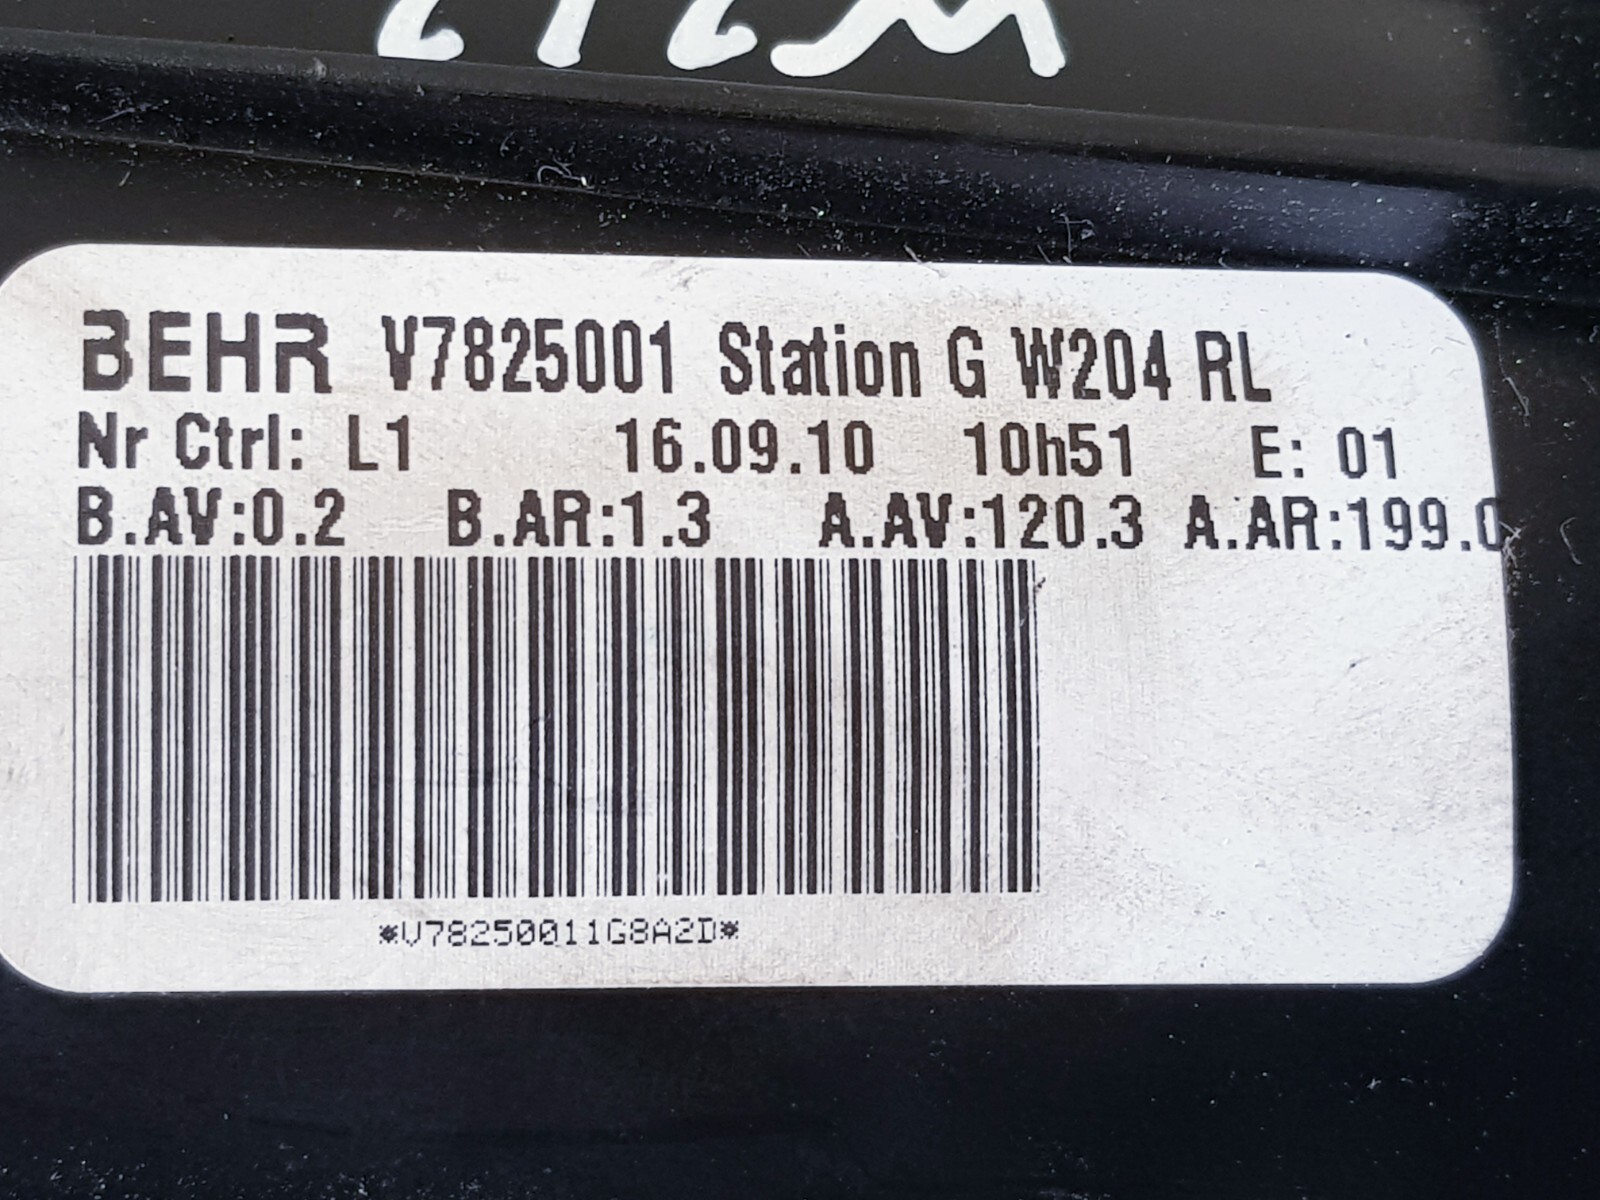 BEHR V7825001 Station G W204 RL
Nr Ctrl: L1 16.09.10 10h51 E: 01
B.AV:0.2 B.AR:1.3 A.AV:120.3 A.AR:199.0
*V78250011G8A2D*